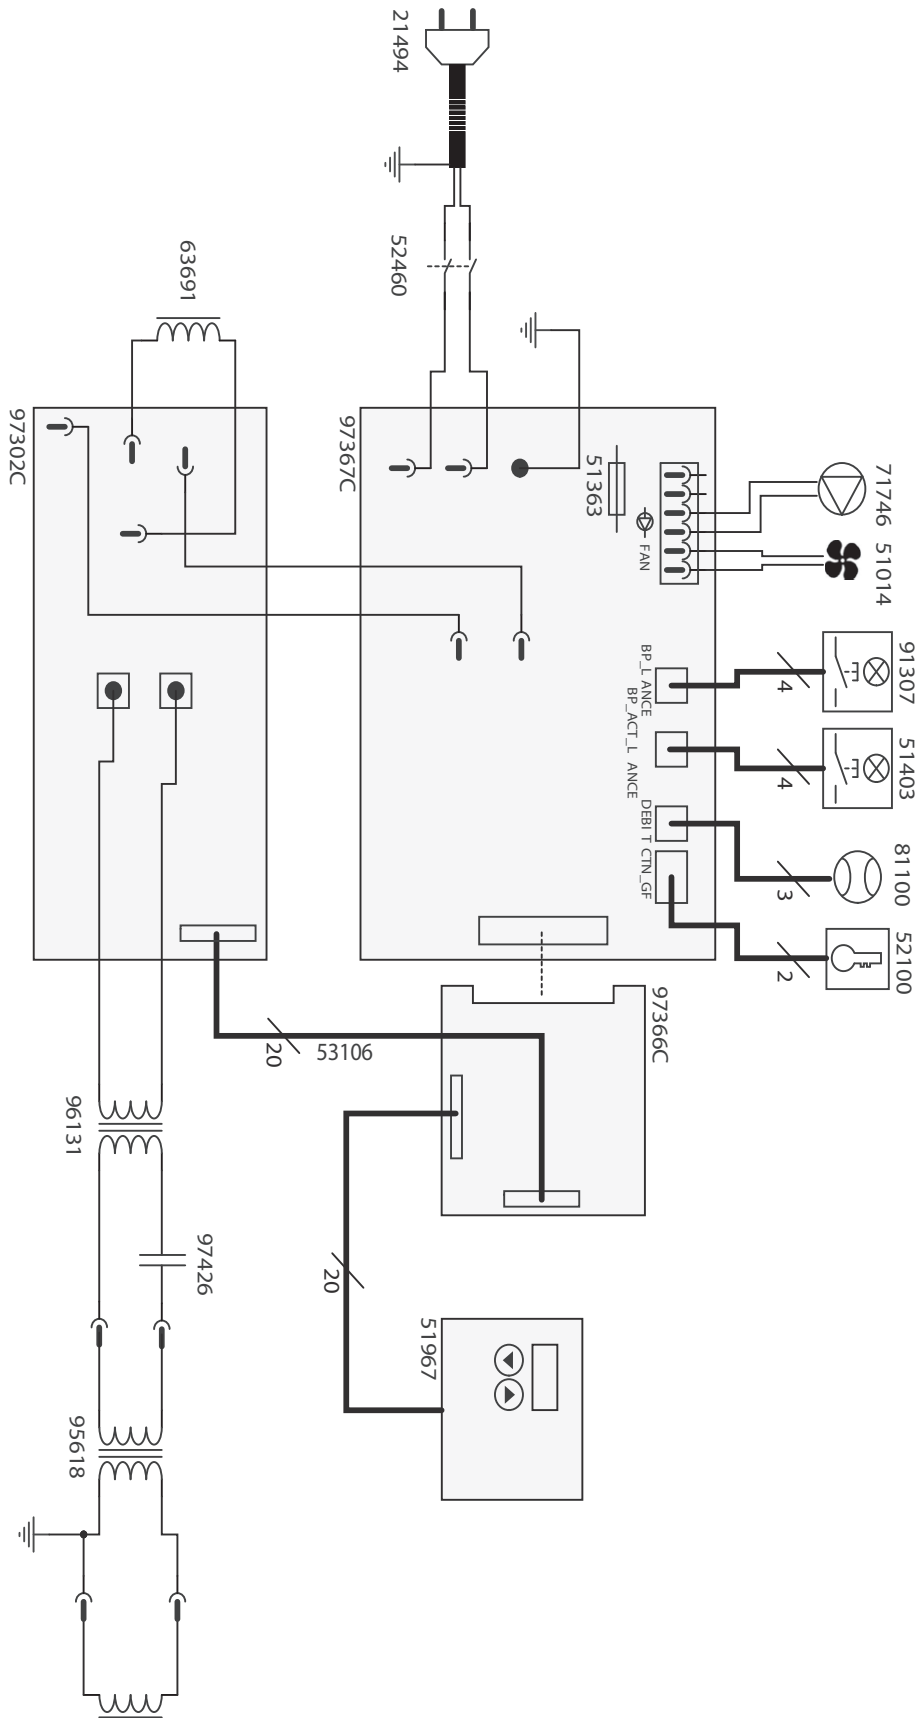 21494
52460
63691
97302C
97367C
51363
FAN
71746
51014
91307
4
BP_L ANCE
51403
4
BP_ACT_L ANCE
81100
3
DEBI T
52100
2
CTN_GF
97366C
20
53106
20
51967
96131
97426
95618